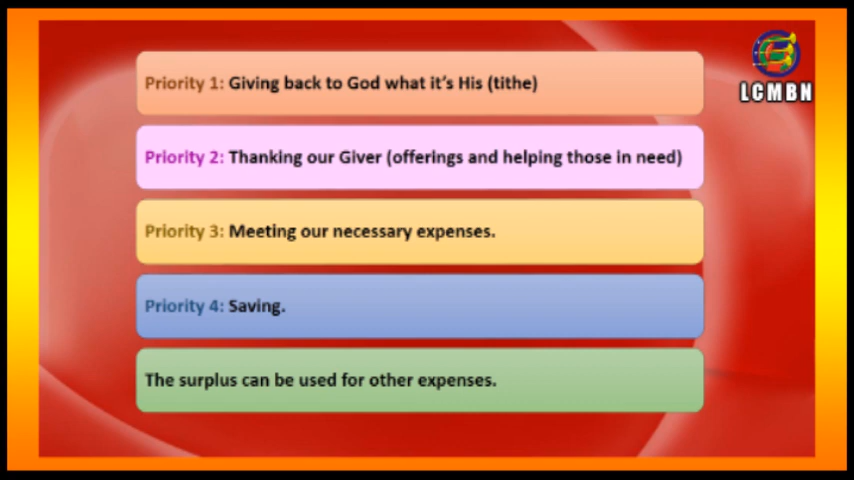 LCMBN
Priority 1: Giving back to God what it's His (tithe)
Priority 2: Thanking our Giver (offerings and helping those in need)
Priority 3: Meeting our necessary expenses.
Priority 4: Saving.
The surplus can be used for other expenses.